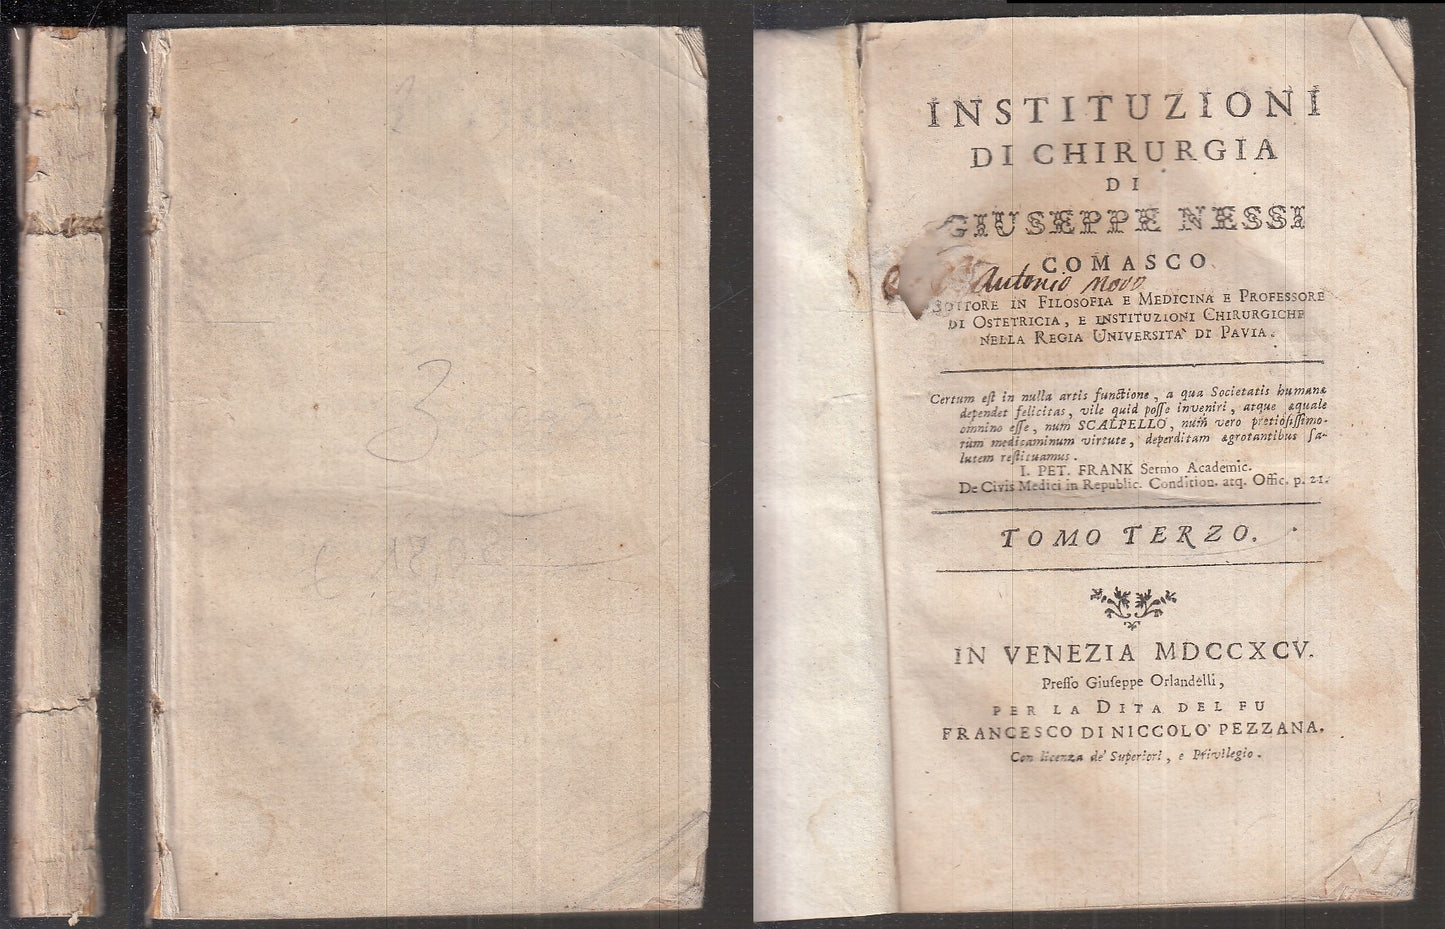 3
INSTITUZIONI
DI CHIRURGIA
DI
GIUSEPPE NESSI
COMASCO
Antonio Novo
DOTTORE IN FILOSOFIA E MEDICINA E PROFESSORE
DI OSTETRICIA, E INSTITUZIONI CHIRURGICHE
NELLA REGIA UNIVERSITA' DI PAVIA.
Certum eſt in nulla artis functione, a qua Societatis humanæ
dependet felicitas, vile quid poſſe inveniri, atque æquale
omnino eſſe, num SCALPELLO, num vero pretioſiſſimo-
rum medicaminum virtute, deperditam ægrotantibus ſa-
lutem reſtituamus.
I. PET. FRANK Sermo Academic.
De Civis Medici in Republic. Condition. atq. Offic. p. 21.
TOMO TERZO.
IN VENEZIA MDCCXCV.
Preſſo Giuſeppe Orlandelli,
PER LA DITA DEL FU
FRANCESCO DI NICCOLO' PEZZANA.
Con licenza de' Superiori, e Privilegio.